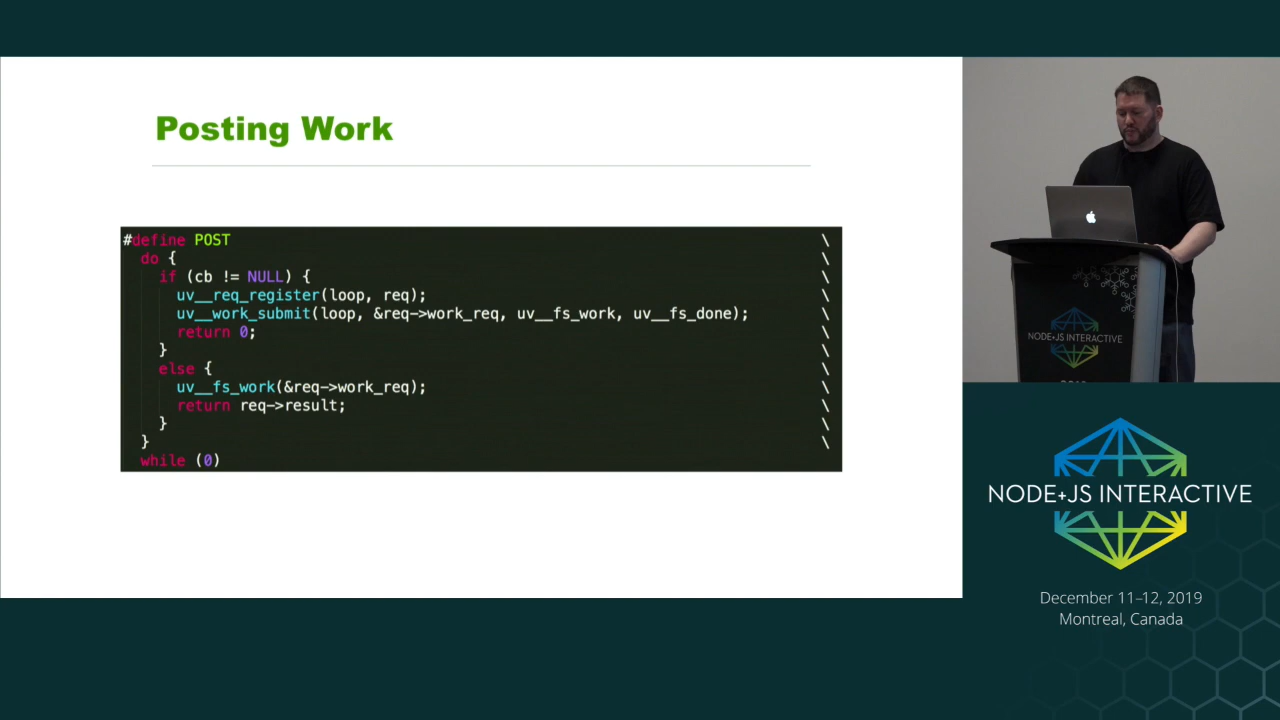 Posting Work
#define POST \
do { \
if (cb != NULL) { \
uv__req_register(loop, req); \
uv__work_submit(loop, &req->work_req, uv__fs_work, uv__fs_done); \
return 0; \
} \
else { \
uv__fs_work(&req->work_req); \
return req->result; \
} \
} \
while (0)
NODE+JS INTERACTIVE
NODE+JS INTERACTIVE
December 11–12, 2019
Montreal, Canada